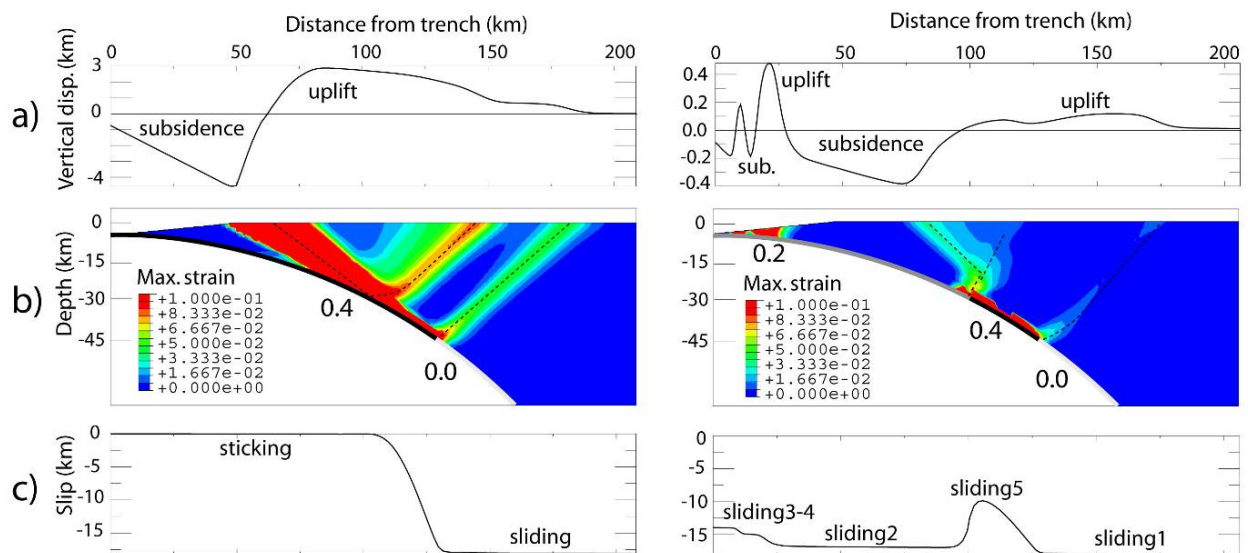 Distance from trench (km)
0 50 100 150 200
a)
Vertical disp. (km)
3
0
-4
subsidence
uplift
Distance from trench (km)
0 50 100 150 200
0.4
0.2
0.0
-0.2
-0.4
uplift
sub.
subsidence
uplift
b)
Depth (km)
0
-15
-30
-45
Max. strain
+1.000e-01
+8.333e-02
+6.667e-02
+5.000e-02
+3.333e-02
+1.667e-02
+0.000e+00
0.4
0.0
0
-15
-30
-45
0.2
Max. strain
+1.000e-01
+8.333e-02
+6.667e-02
+5.000e-02
+3.333e-02
+1.667e-02
+0.000e+00
0.4
0.0
c)
Slip (km)
0
-5
-10
-15
sticking
sliding
0
-5
-10
-15
sliding3-4
sliding2
sliding5
sliding1